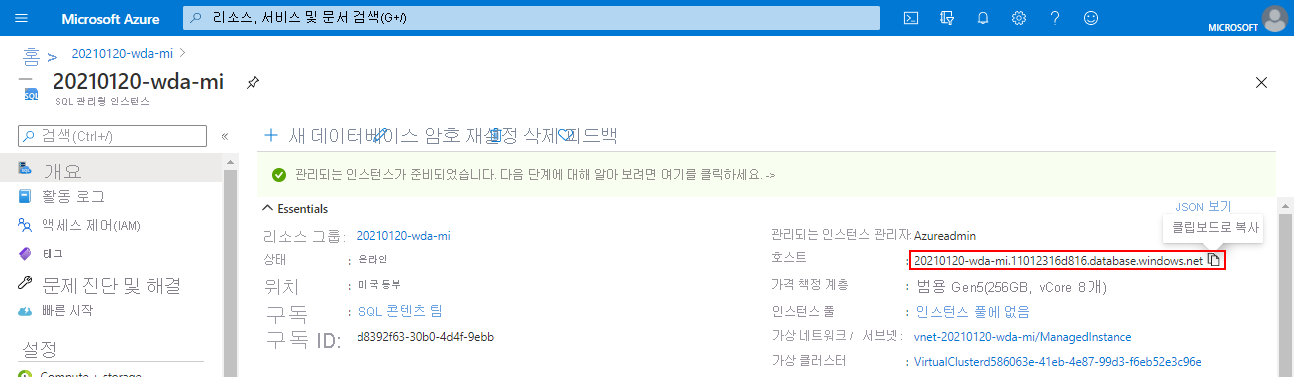 Microsoft Azure
리소스, 서비스 및 문서 검색(G+/)
MICROSOFT
홈 > 20210120-wda-mi >
20210120-wda-mi
SQL
SQL 관리형 인스턴스
검색(Ctrl+/)
«
+ 새 데이터베이스 암호 재설정 삭제 피드백
개요
활동 로그
액세스 제어(IAM)
태그
문제 진단 및 해결
빠른 시작
설정
Compute + storage
관리되는 인스턴스가 준비되었습니다. 다음 단계에 대해 알아 보려면 여기를 클릭하세요. ->
Essentials
JSON 보기
클립보드로 복사
리소스 그룹: 20210120-wda-mi
상태 : 온라인
위치 : 미국 동부
구독 : SQL 콘텐츠 팀
구독 ID: d8392f63-30b0-4d4f-9ebb
관리되는 인스턴스 관리자: Azureadmin
호스트 : 20210120-wda-mi.11012316d816.database.windows.net
가격 책정 계층 : 범용 Gen5(256GB, vCore 8개)
인스턴스 풀 : 인스턴스 풀에 없음
가상 네트워크 / 서브넷 : vnet-20210120-wda-mi/ManagedInstance
가상 클러스터 : VirtualClusterd586063e-41eb-4e87-99d3-f6eb52e3c96e